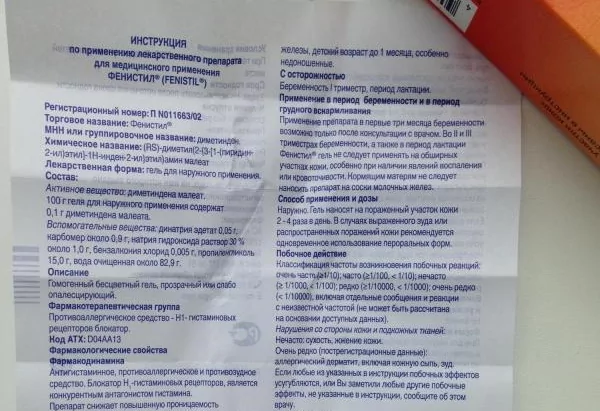 ИНСТРУКЦИЯ
по применению лекарственного препарата
для медицинского применения
ФЕНИСТИЛ® (FENISTIL®)
Регистрационный номер: П N011663/02
Торговое название: Фенистил®
МНН или группировочное название: диметинден.
Химическое название: (RS)-диметил(2-{3-[1-(пиридин-
2-ил)этил]-1H-инден-2-ил}этил)амин малеат
Лекарственная форма: гель для наружного применения.
Состав:
Активное вещество: диметиндена малеат.
100 г геля для наружного применения содержат
0,1 г диметиндена малеата.
Вспомогательные вещества: динатрия эдетат 0,05 г,
карбомер около 0,9 г, натрия гидроксида раствор 30 %
около 1,0 г, бензалкония хлорид 0,005 г, пропиленгликоль
15,0 г, вода очищенная около 82,9 г.
Описание
Гомогенный бесцветный гель, прозрачный или слабо
опалесцирующий.
Фармакотерапевтическая группа
Противоаллергическое средство - H1- гистаминовых
рецепторов блокатор.
Код АТХ: D04AA13
Фармакологические свойства
Фармакодинамика
Антигистаминное, противоаллергическое и противозудное
средство. Блокатор H1-гистаминовых рецепторов, является
конкурентным антагонистом гистамина.
Препарат снижает повышенную проницаемость
железы, детский возраст до 1 месяца, особенно
недоношенные.
С осторожностью
Беременность I триместр, период лактации.
Применение в период беременности и в период
грудного вскармливания
Применение препарата в первые три месяца беременности
возможно только после консультации с врачом. Во II и III
триместрах беременности, а также в период лактации
Фенистил® гель не следует применять на обширных
участках кожи, особенно при наличии явлений воспаления
или кровоточивости. Кормящим матерям не следует
наносить препарат на соски молочных желез.
Способ применения и дозы
Наружно. Гель наносят на пораженный участок кожи
2 - 4 раза в день. В случаях выраженного зуда или
распространенных поражений кожи рекомендуется
одновременное использование пероральных форм.
Побочное действие
Классификация частоты возникновения побочных реакций:
очень часто (≥1/10); часто (≥1/100, < 1/10); нечасто
(≥ 1/1000, < 1/100); редко (≥1/10000, < 1/1000); очень редко
(< 1/10000), включая отдельные сообщения и реакции
с неизвестной частотой (не может быть рассчитана
на основании доступных данных).
Нарушения со стороны кожи и подкожных тканей:
Нечасто: сухость, жжение кожи.
Очень редко (пострегистрационные данные):
аллергический дерматит, включая кожную сыпь, зуд.
Если любые из указанных в инструкции побочных эффектов
усугубляются, или Вы заметили любые другие побочные
эффекты, не указанные в инструкции, сообщите об этом
врачу.